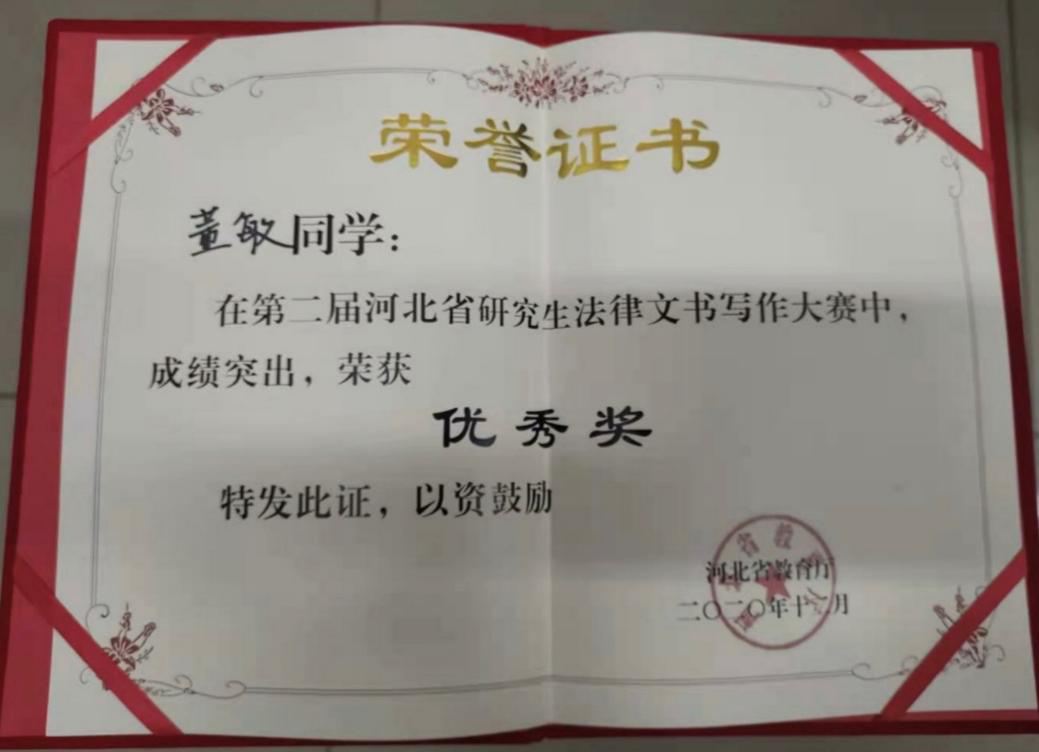 荣誉证书
董敏同学：
在第二届河北省研究生法律文书写作大赛中，
成绩突出，荣获
优秀奖
特发此证，以资鼓励
河北省教育厅
二〇二〇年十月